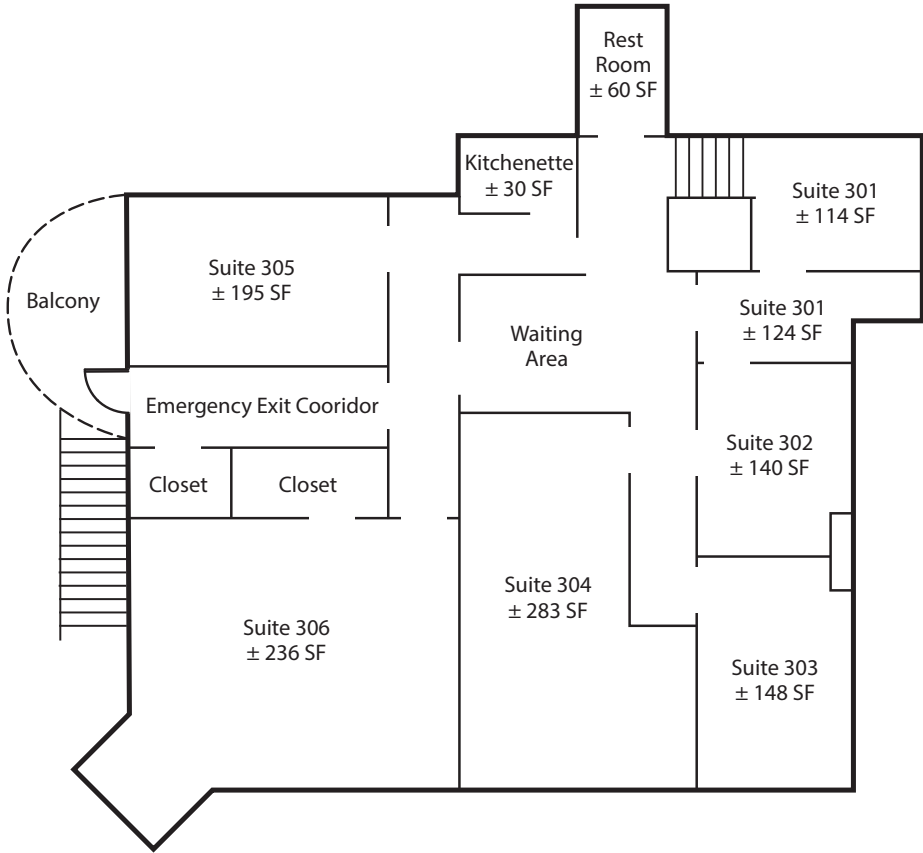 Rest
Room
± 60 SF
Kitchenette
± 30 SF
Suite 301
± 114 SF
Suite 305
± 195 SF
Balcony
Waiting
Area
Suite 301
± 124 SF
Emergency Exit Cooridor
Suite 302
± 140 SF
Closet
Closet
Suite 304
± 283 SF
Suite 306
± 236 SF
Suite 303
± 148 SF